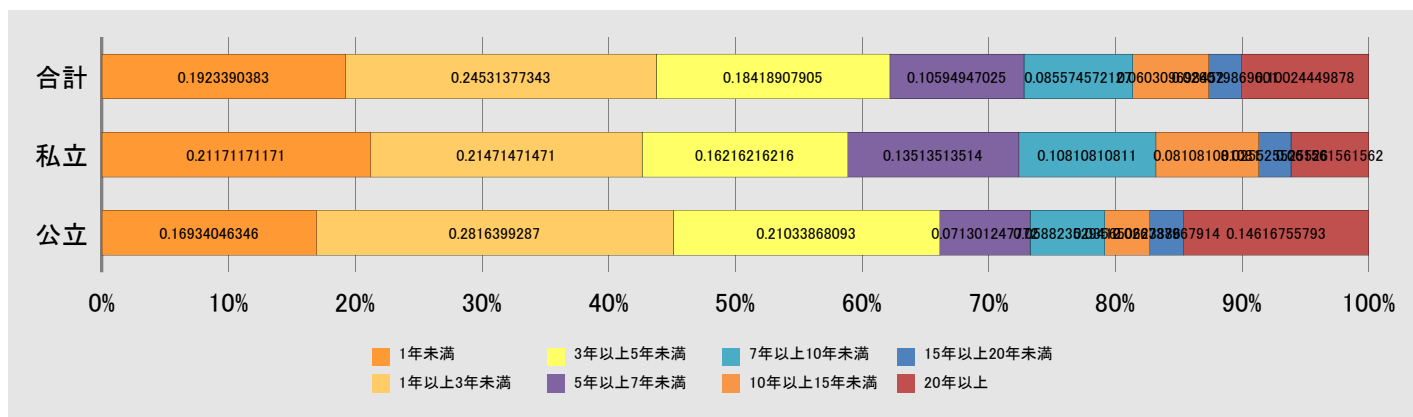 合計 0.1923390383 0.24531377343 0.18418907905 0.10594947025 0.10024449878
私立 0.21171171171 0.21471471471 0.16216216216 0.13513513514 0.10810810811
公立 0.16934046346 0.2816399287 0.21033868093 0.14616755793
0% 10% 20% 30% 40% 50% 60% 70% 80% 90% 100%
1年未満 3年以上5年未満 7年以上10年未満 15年以上20年未満
1年以上3年未満 5年以上7年未満 10年以上15年未満 20年以上